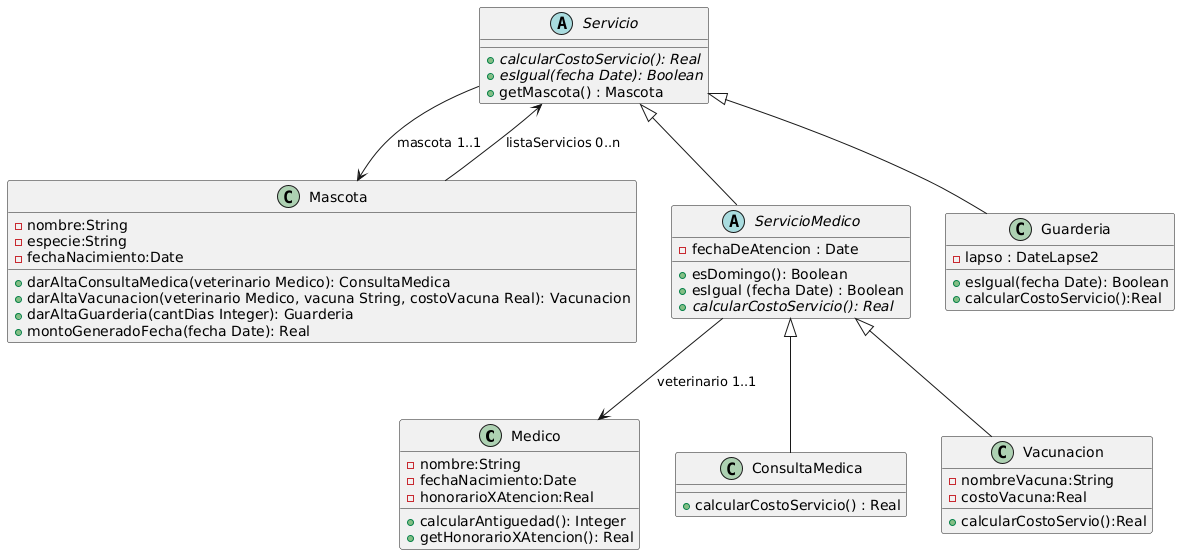 A Servicio
calcularCostoServicio(): Real
esIgual(fecha Date): Boolean
getMascota() : Mascota
mascota 1..1
listaServicios 0..n
C Mascota
nombre:String
especie:String
fechaNacimiento:Date
darAltaConsultaMedica(veterinario Medico): ConsultaMedica
darAltaVacunacion(veterinario Medico, vacuna String, costoVacuna Real): Vacunacion
darAltaGuarderia(cantDias Integer): Guarderia
montoGeneradoFecha(fecha Date): Real
A ServicioMedico
fechaDeAtencion : Date
esDomingo(): Boolean
esIgual (fecha Date) : Boolean
calcularCostoServicio(): Real
C Guarderia
lapso : DateLapse2
esIgual(fecha Date): Boolean
calcularCostoServicio():Real
veterinario 1..1
C Medico
nombre:String
fechaNacimiento:Date
honorarioXAtencion:Real
calcularAntiguedad(): Integer
getHonorarioXAtencion(): Real
C ConsultaMedica
calcularCostoServicio() : Real
C Vacunacion
nombreVacuna:String
costoVacuna:Real
calcularCostoServio():Real